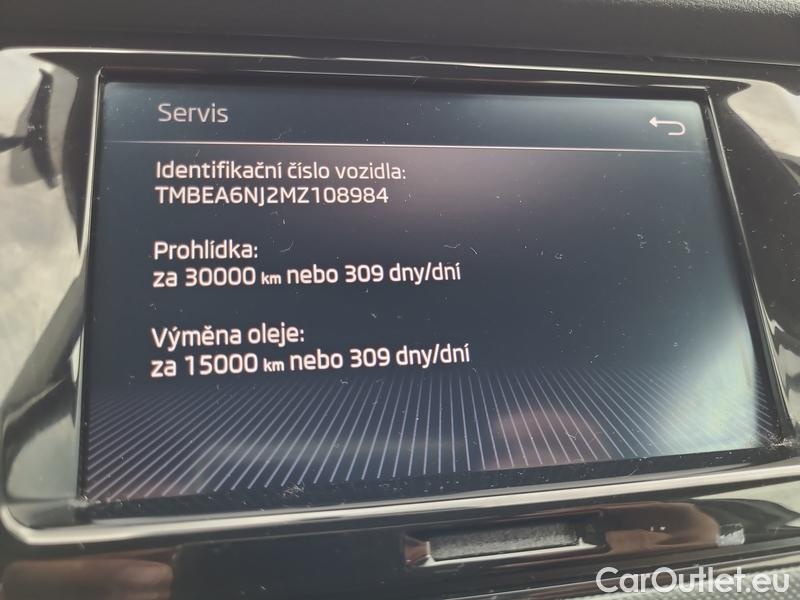 Servis
Identifikační číslo vozidla:
TMBEA6NJ2MZ108984
Prohlídka:
za 30000 km nebo 309 dny/dní
Výměna oleje:
za 15000 km nebo 309 dny/dní
CarOutlet.eu